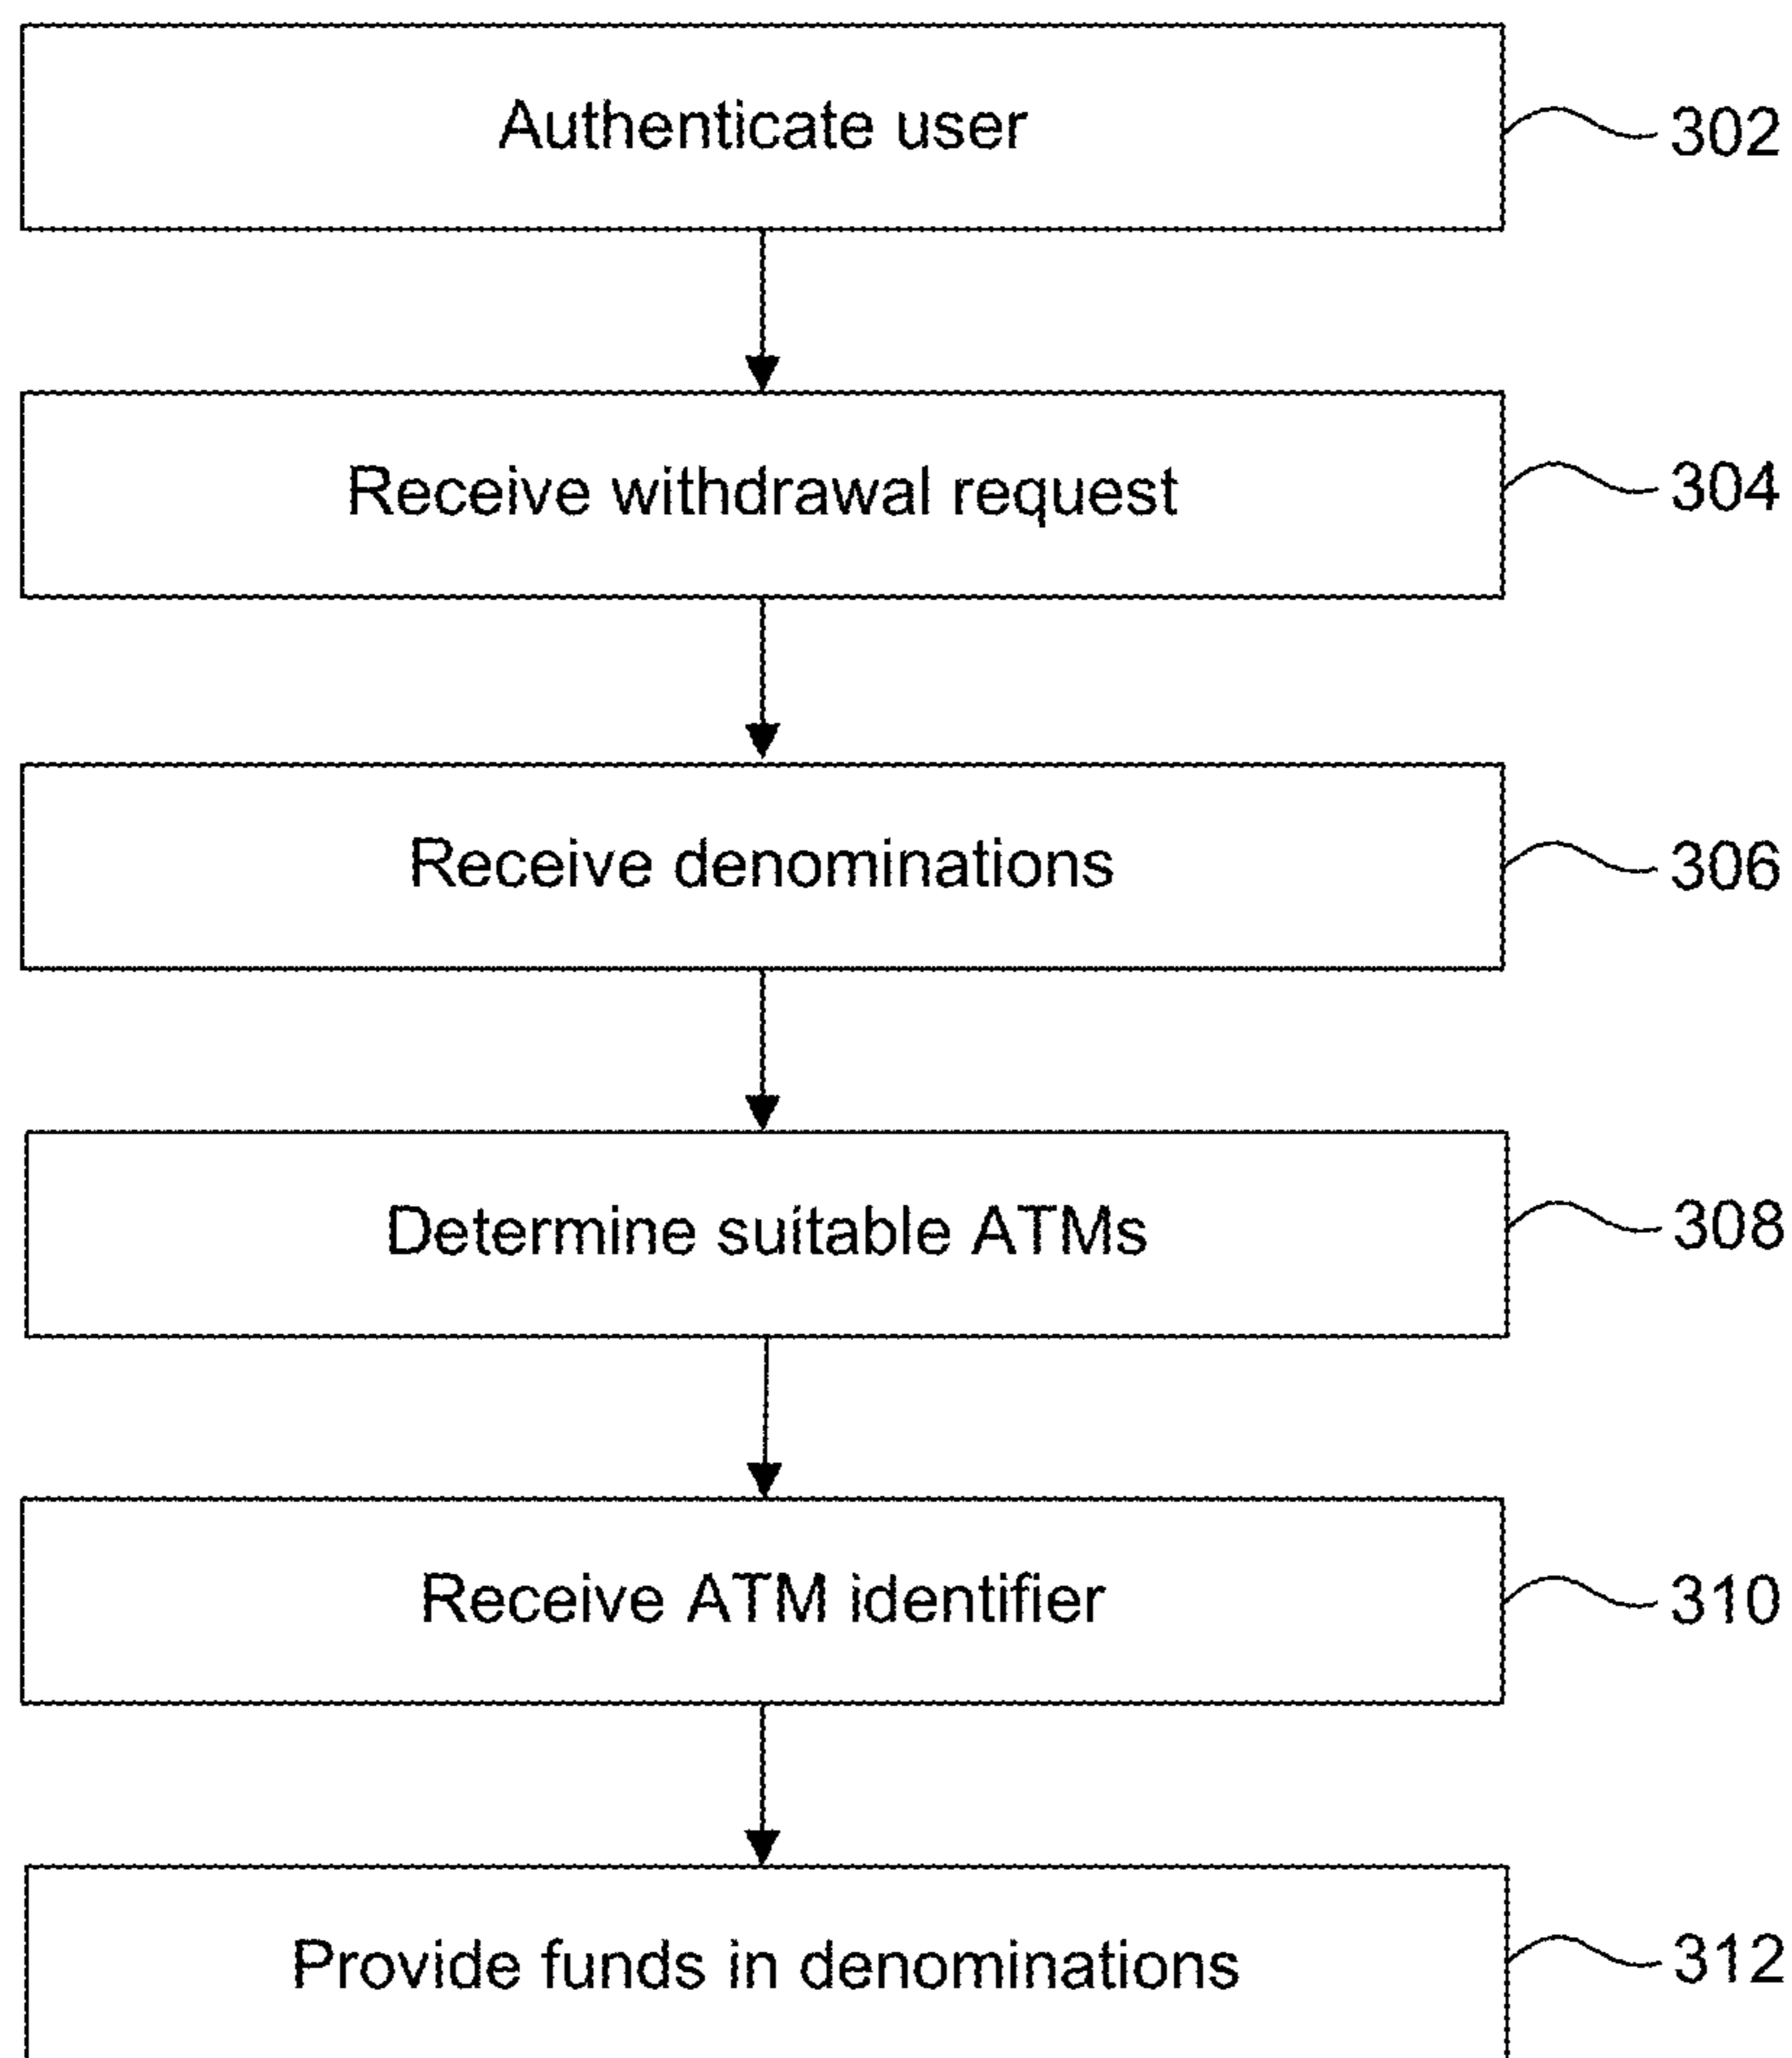 Authenticate user 302
Receive withdrawal request 304
Receive denominations 306
Determine suitable ATMs 308
Receive ATM identifier 310
Provide funds in denominations 312